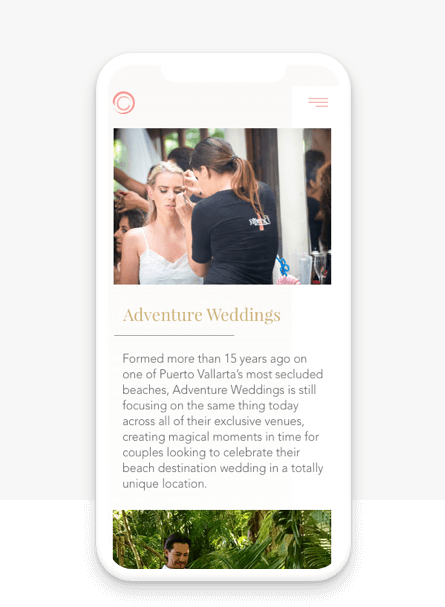 Adventure Weddings
Formed more than 15 years ago on
one of Puerto Vallarta's most secluded
beaches, Adventure Weddings is still
focusing on the same thing today
across all of their exclusive venues,
creating magical moments in time for
couples looking to celebrate their
beach destination wedding in a totally
unique location.